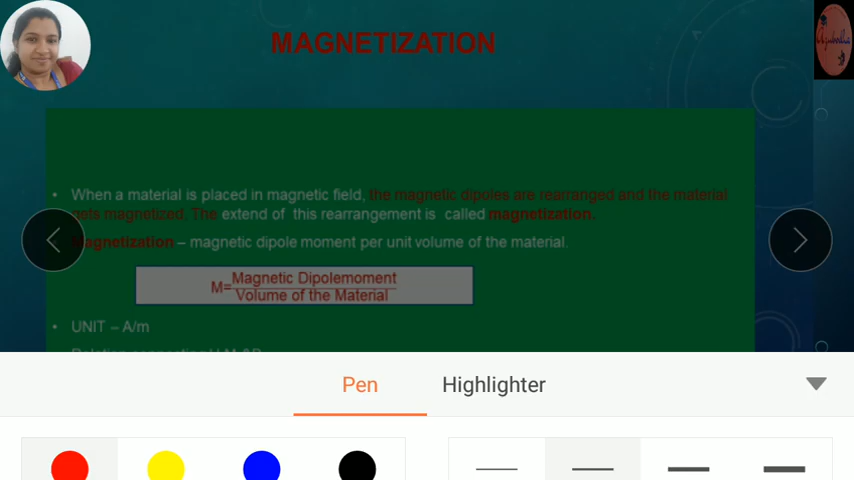 MAGNETIZATION
• When a material is placed in magnetic field, the magnetic dipoles are rearranged and the material
gets magnetized. The extend of this rearrangement is called magnetization.
Magnetization – magnetic dipole moment per unit volume of the material.
M=Magnetic Dipolemoment
Volume of the Material
• UNIT – A/m
Pen
Highlighter